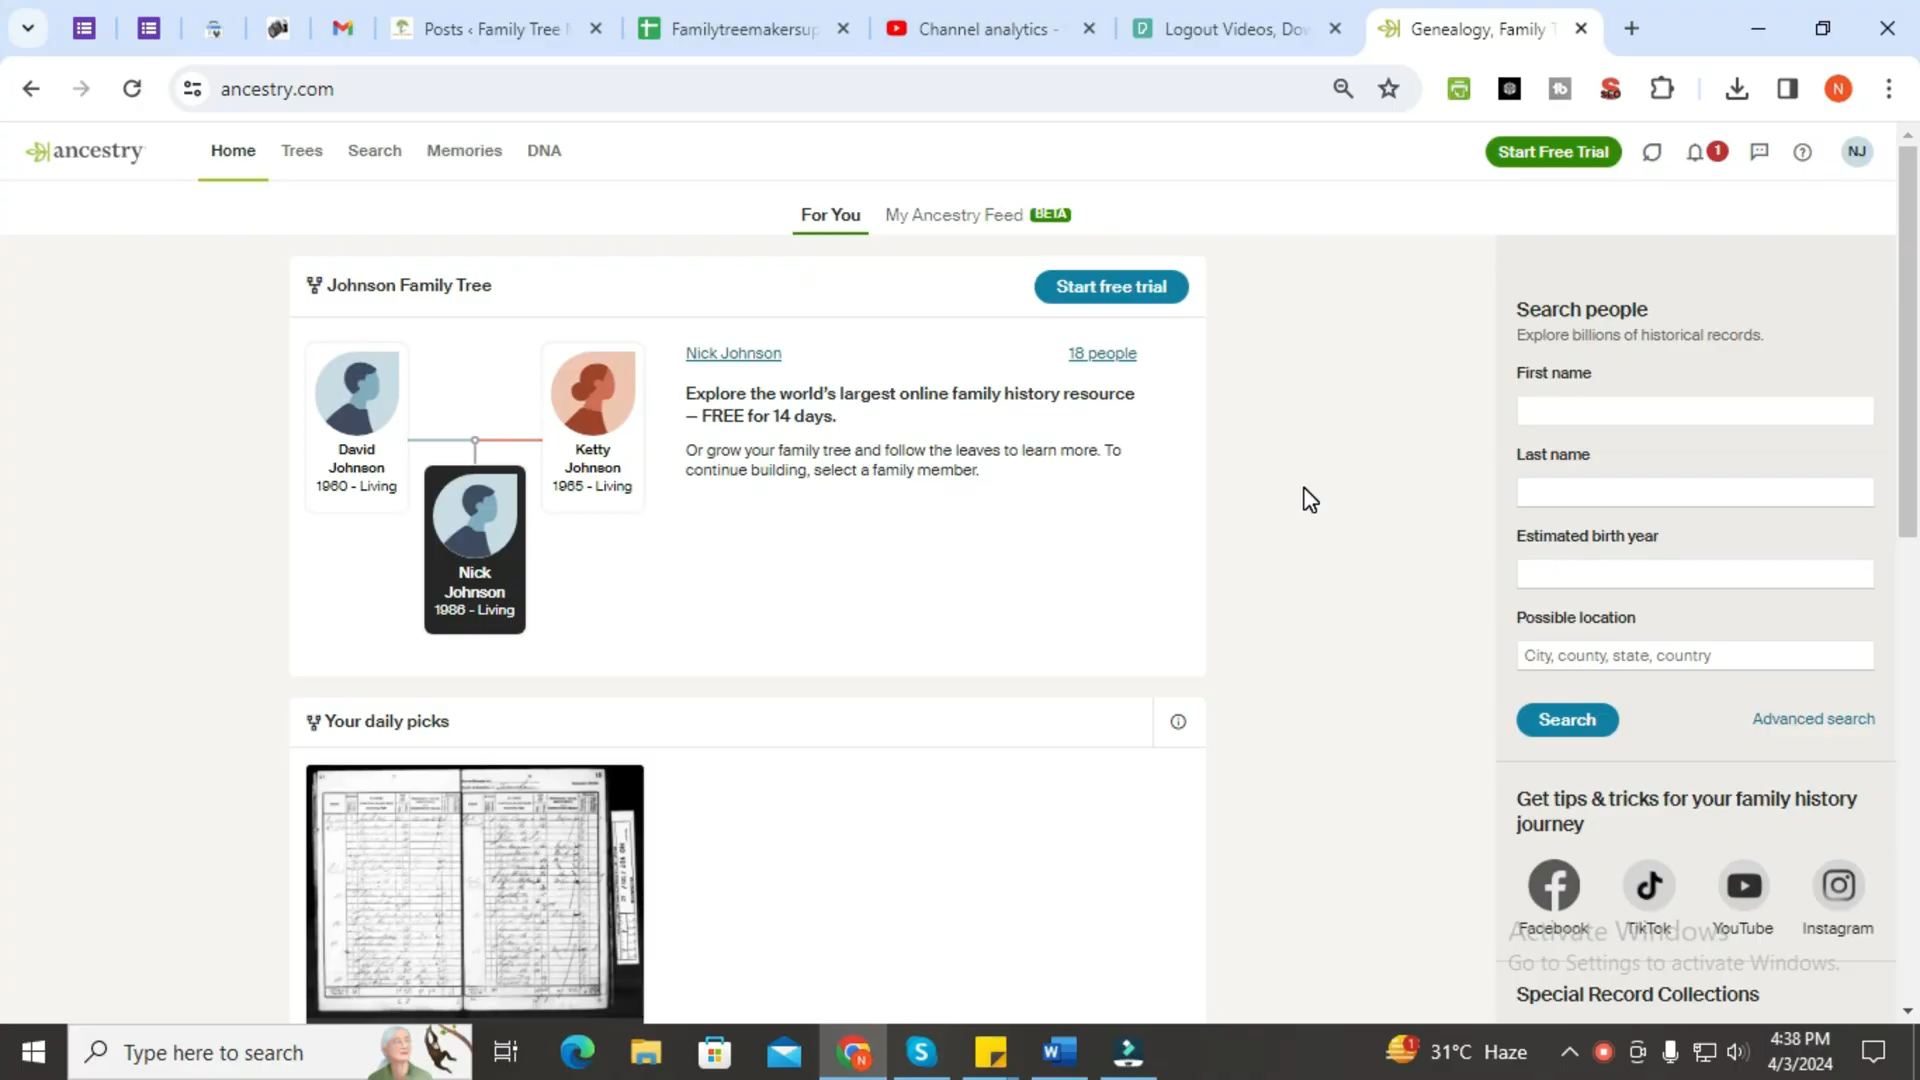 Posts ‹ Family Tree
Familytreemakersup
Channel analytics -
Logout Videos, Dow
Genealogy, Family T
ancestry.com
N
ancestry
Home
Trees
Search
Memories
DNA
Start Free Trial
1
NJ
For You
My Ancestry Feed BETA
Johnson Family Tree
Start free trial
David
Johnson
1960 - Living
Ketty
Johnson
1965 - Living
Nick
Johnson
1986 - Living
Nick Johnson
18 people
Explore the world's largest online family history resource
– FREE for 14 days.
Or grow your family tree and follow the leaves to learn more. To
continue building, select a family member.
Your daily picks
Search people
Explore billions of historical records.
First name
Last name
Estimated birth year
Possible location
City, county, state, country
Search
Advanced search
Get tips & tricks for your family history
journey
Facebook
TikTok
YouTube
Instagram
Activate Windows
Go to Settings to activate Windows.
Special Record Collections
Type here to search
31°C Haze
4:38 PM
4/3/2024